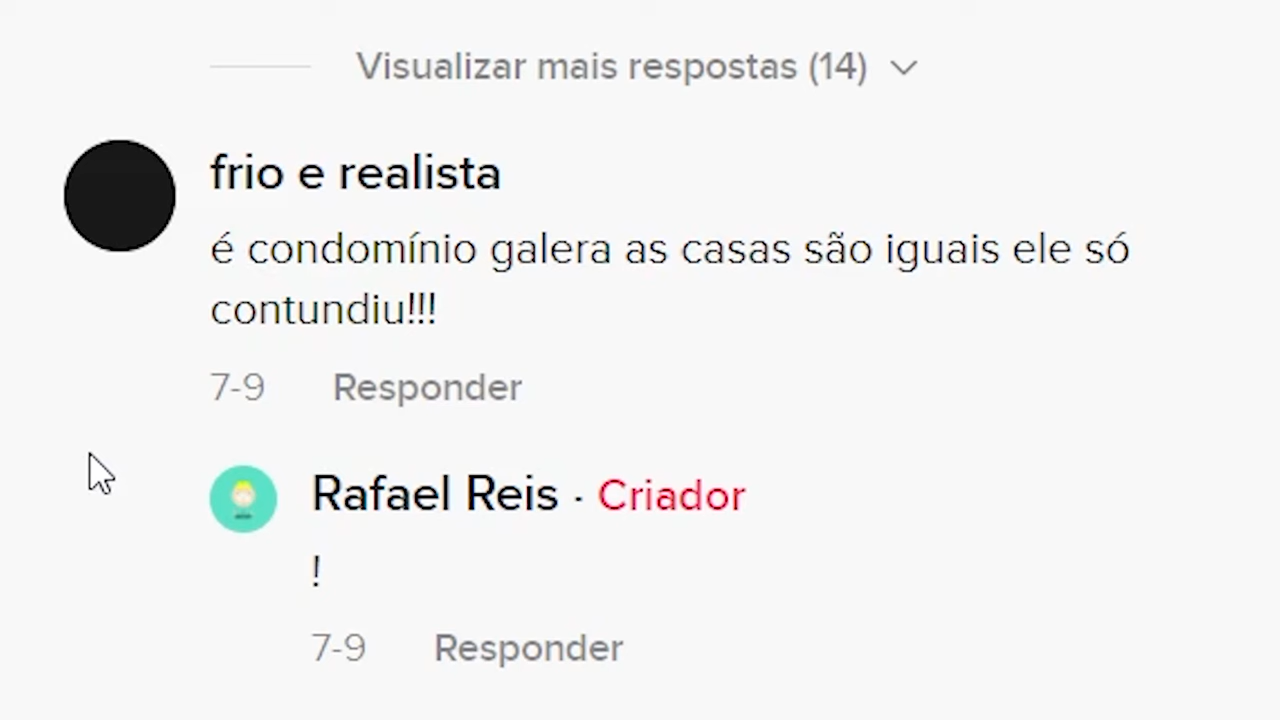 Visualizar mais respostas (14)
frio e realista
é condomínio galera as casas são iguais ele só
contundiu!!!
7-9 Responder
Rafael Reis · Criador
!
7-9 Responder